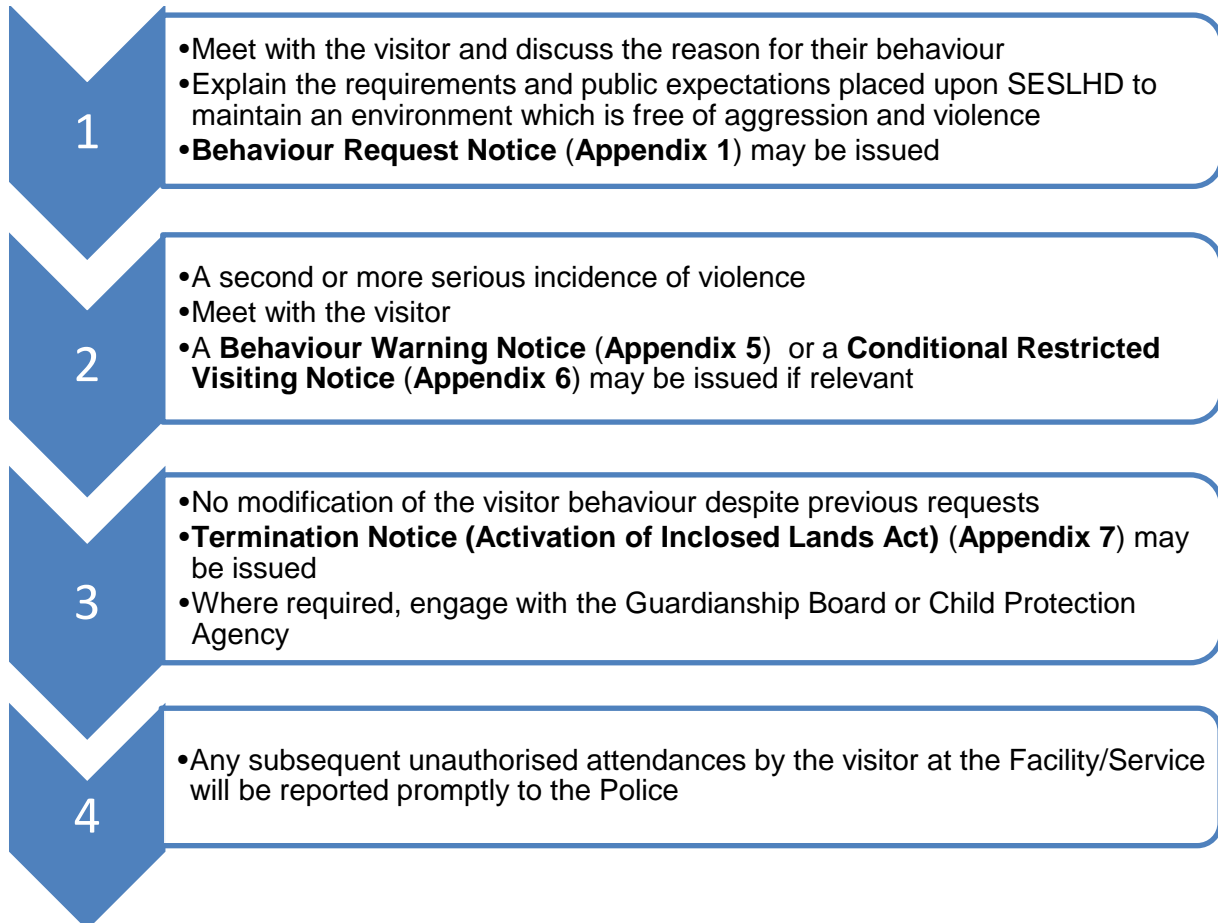 1
•Meet with the visitor and discuss the reason for their behaviour
•Explain the requirements and public expectations placed upon SESLHD to
maintain an environment which is free of aggression and violence
•Behaviour Request Notice (Appendix 1) may be issued
2
•A second or more serious incidence of violence
•Meet with the visitor
•A Behaviour Warning Notice (Appendix 5)  or a Conditional Restricted
Visiting Notice (Appendix 6) may be issued if relevant
3
•No modification of the visitor behaviour despite previous requests
•Termination Notice (Activation of Inclosed Lands Act) (Appendix 7) may
be issued
•Where required, engage with the Guardianship Board or Child Protection
Agency
4
•Any subsequent unauthorised attendances by the visitor at the Facility/Service
will be reported promptly to the Police